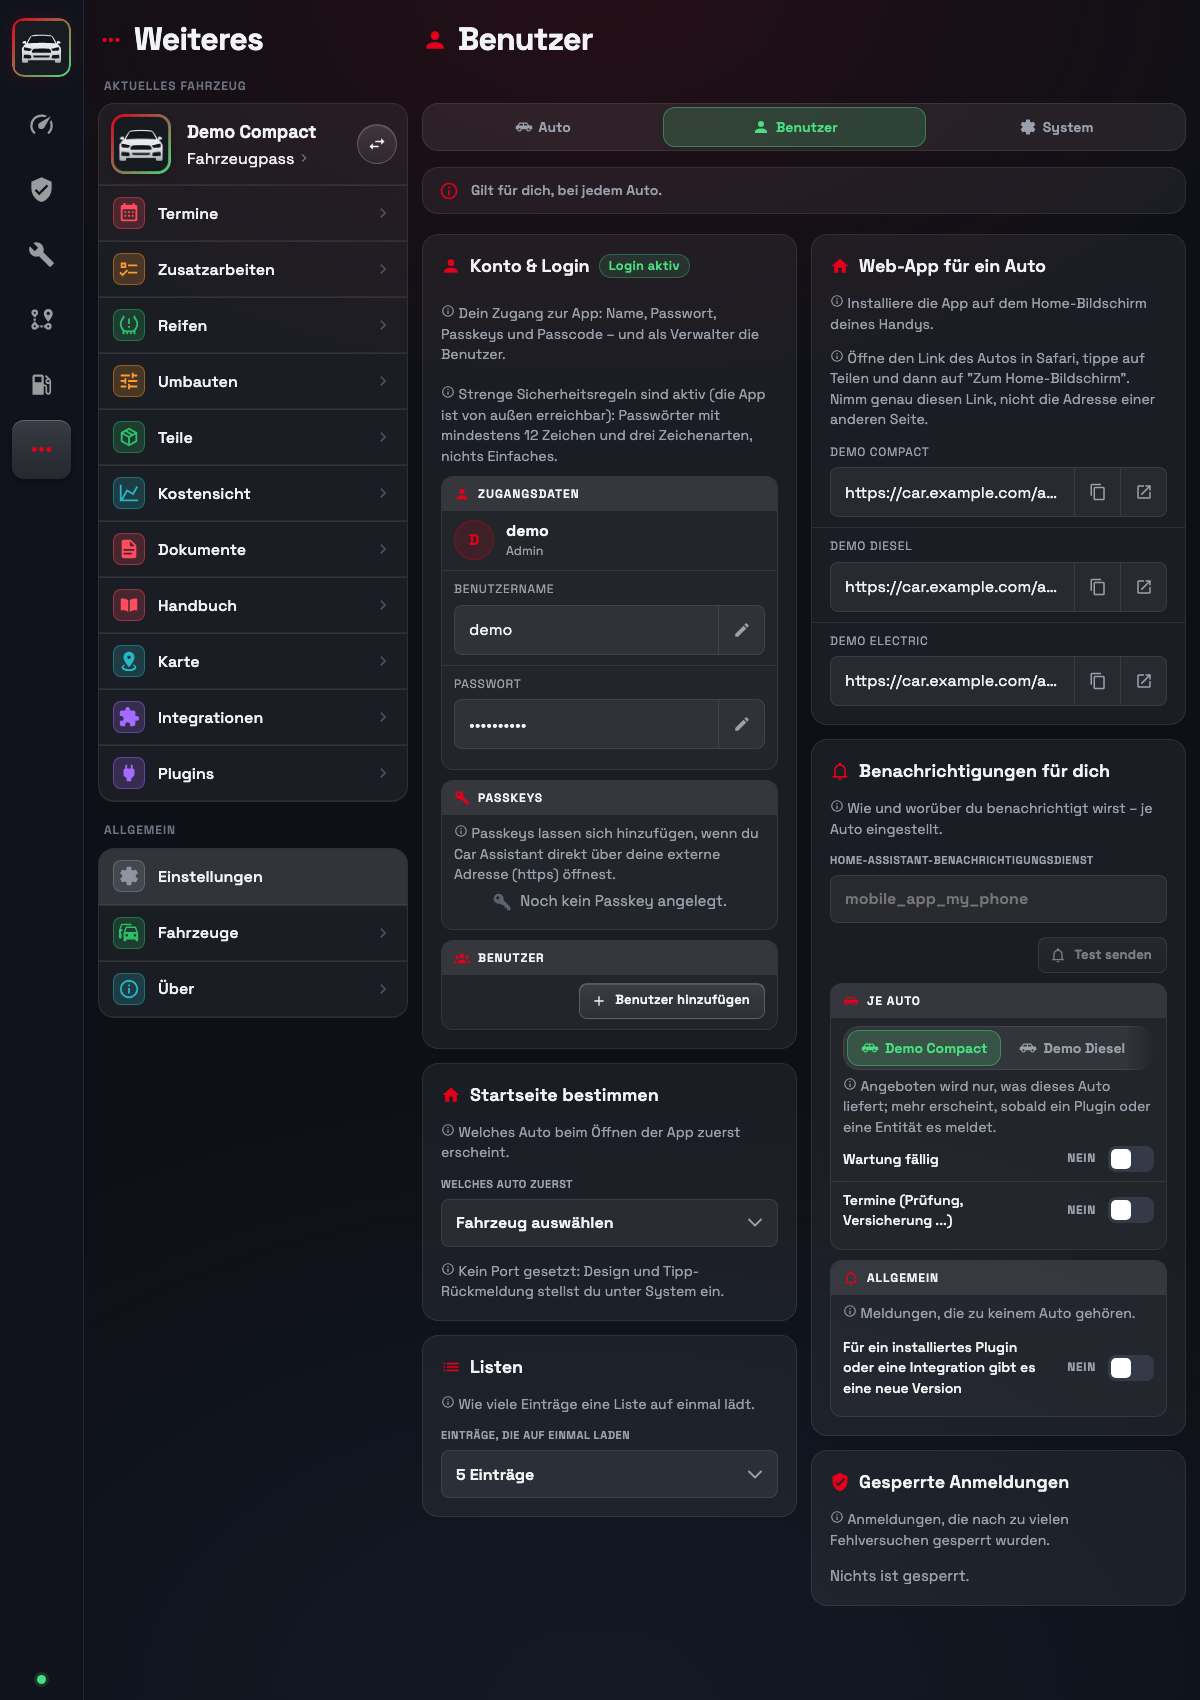 Weiteres
AKTUELLES FAHRZEUG
Demo Compact
Fahrzeugpass
Termine
Zusatzarbeiten
Reifen
Umbauten
Teile
Kostensicht
Dokumente
Handbuch
Karte
Integrationen
Plugins
ALLGEMEIN
Einstellungen
Fahrzeuge
Über
Benutzer
Auto
Benutzer
System
Gilt für dich, bei jedem Auto.
Konto & Login
Login aktiv
Dein Zugang zur App: Name, Passwort,
Passkeys und Passcode – und als Verwalter die
Benutzer.
Strenge Sicherheitsregeln sind aktiv (die App
ist von außen erreichbar): Passwörter mit
mindestens 12 Zeichen und drei Zeichenarten,
nichts Einfaches.
ZUGANGSDATEN
D
demo
Admin
BENUTZERNAME
demo
PASSWORT
••••••••••
PASSKEYS
Passkeys lassen sich hinzufügen, wenn du
Car Assistant direkt über deine externe
Adresse (https) öffnest.
Noch kein Passkey angelegt.
BENUTZER
Benutzer hinzufügen
Startseite bestimmen
Welches Auto beim Öffnen der App zuerst
erscheint.
WELCHES AUTO ZUERST
Fahrzeug auswählen
Kein Port gesetzt: Design und Tipp-
Rückmeldung stellst du unter System ein.
Listen
Wie viele Einträge eine Liste auf einmal lädt.
EINTRÄGE, DIE AUF EINMAL LADEN
5 Einträge
Web-App für ein Auto
Installiere die App auf dem Home-Bildschirm
deines Handys.
Öffne den Link des Autos in Safari, tippe auf
Teilen und dann auf "Zum Home-Bildschirm".
Nimm genau diesen Link, nicht die Adresse einer
anderen Seite.
DEMO COMPACT
https://car.example.com/a...
DEMO DIESEL
https://car.example.com/a...
DEMO ELECTRIC
https://car.example.com/a...
Benachrichtigungen für dich
Wie und worüber du benachrichtigt wirst – je
Auto eingestellt.
HOME-ASSISTANT-BENACHRICHTIGUNGSDIENST
mobile_app_my_phone
Test senden
JE AUTO
Demo Compact
Demo Diesel
Angeboten wird nur, was dieses Auto
liefert; mehr erscheint, sobald ein Plugin oder
eine Entität es meldet.
Wartung fällig
NEIN
Termine (Prüfung,
Versicherung ...)
NEIN
ALLGEMEIN
Meldungen, die zu keinem Auto gehören.
Für ein installiertes Plugin
oder eine Integration gibt es
eine neue Version
NEIN
Gesperrte Anmeldungen
Anmeldungen, die nach zu vielen
Fehlversuchen gesperrt wurden.
Nichts ist gesperrt.